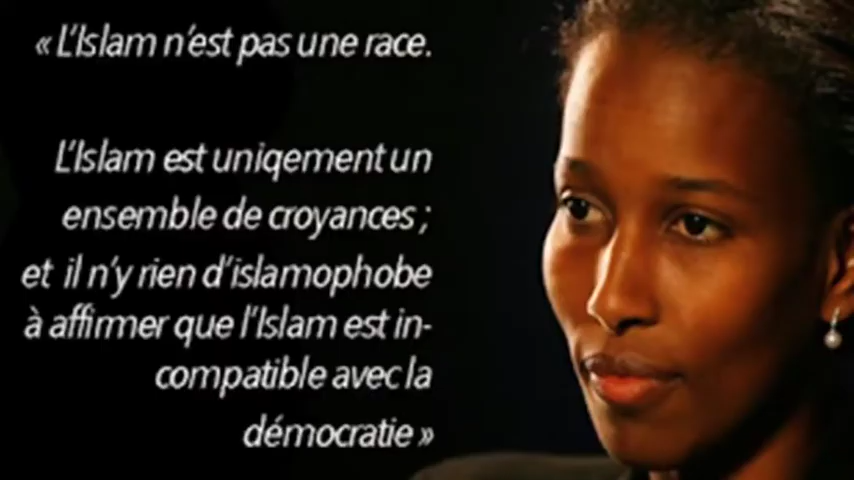 « L'Islam n'est pas une race.
L'Islam est uniqement un
ensemble de croyances ;
et il n'y rien d'islamophobe
à affirmer que l'Islam est in-
compatible avec la
démocratie »